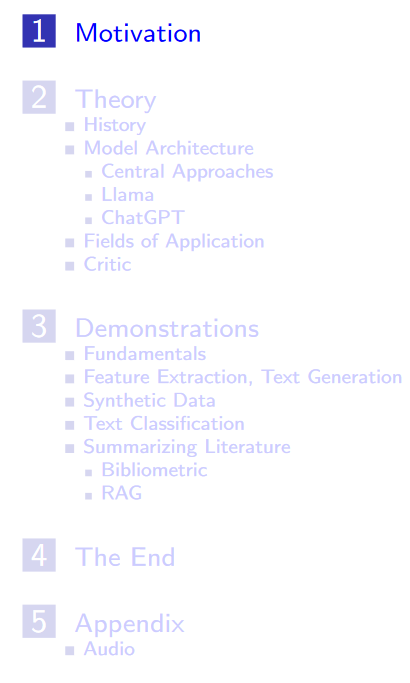 1 Motivation
2 Theory
History
Model Architecture
Central Approaches
Llama
ChatGPT
Fields of Application
Critic
3 Demonstrations
Fundamentals
Feature Extraction, Text Generation
Synthetic Data
Text Classification
Summarizing Literature
Bibliometric
RAG
4 The End
5 Appendix
Audio